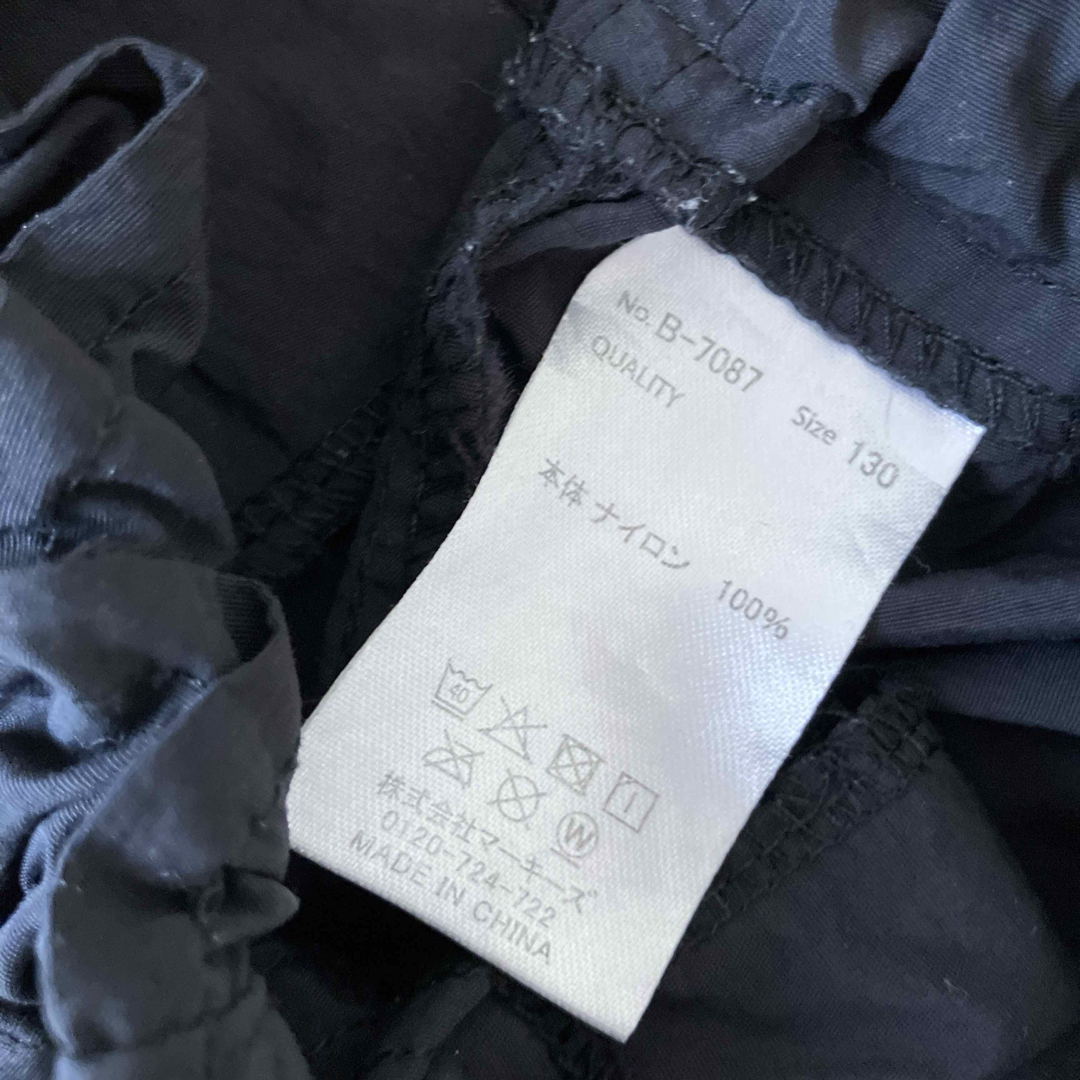 No. B-7087 Size 130
QUALITY
本体 ナイロン 100%
40
W
株式会社マーキーズ
0120-724-722
MADE IN CHINA